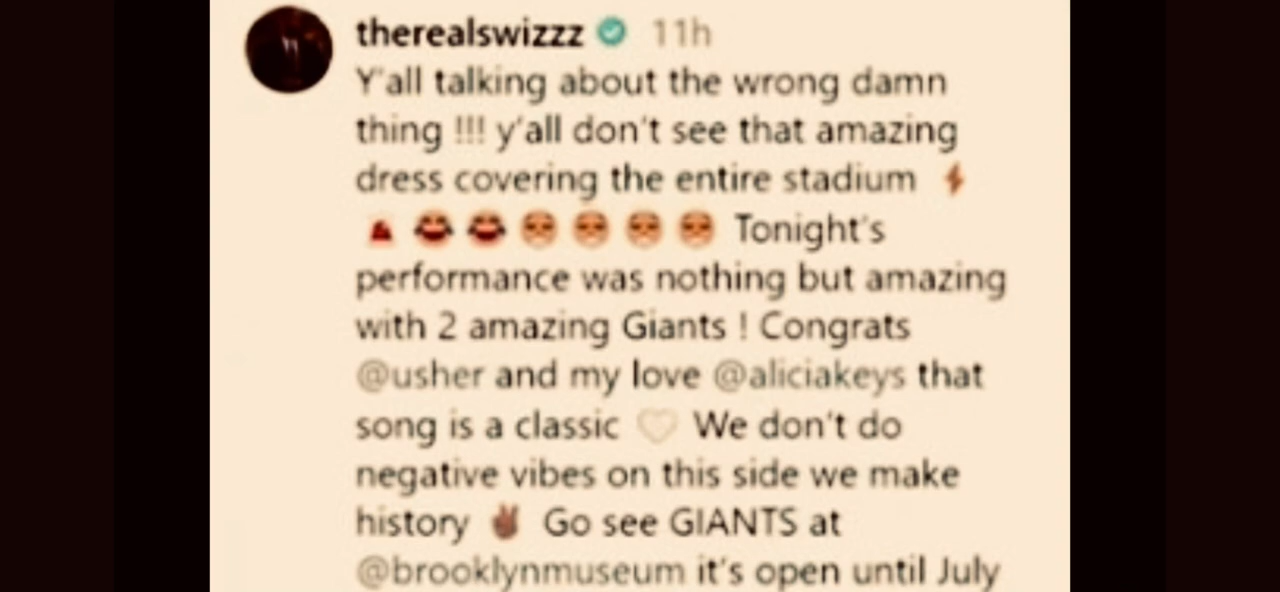 therealswizzz 11h
Y'all talking about the wrong damn
thing !!! y'all don't see that amazing
dress covering the entire stadium
Tonight's
performance was nothing but amazing
with 2 amazing Giants ! Congrats
@usher and my love @aliciakeys that
song is a classic 🤍 We don't do
negative vibes on this side we make
history ✌🏾 Go see GIANTS at
@brooklynmuseum it's open until July